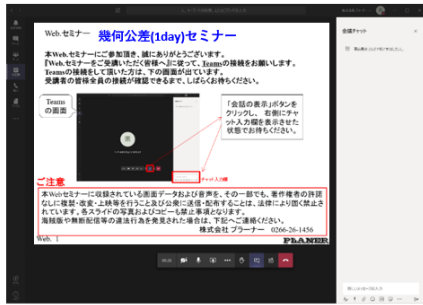 Web.セミナー 幾何公差(1day)セミナー
本Web.セミナーにご参加頂き、誠にありがとうございます。
『Web.セミナーをご受講いただく皆様へ』に従って、Teamsの接続をお願いします。
Teamsの接続をして頂いた方は、下の画面が出ています。
受講者の皆様全員の接続が確認できるまで、しばらくお待ちください。
Teams
の画面
「会話の表示」ボタンを
クリックし、右側にチャ
ット入力欄を表示させた
状態でお待ちください。
チャット入力欄
ご注意
本Webセミナーに収録されている画面データおよび音声を、その一部でも、著作権者の許諾
なしに複製・改変・上映等を行うこと及び公衆に送信・配布することは、法律により固く禁止さ
れています。各スライドの写真およびコピーも禁止事項となります。
海賊版や無断配信等の違法行為を発見された場合は、下記へご連絡ください。
株式会社 プラーナー 0266-26-1456
Web. 1
PLANER
会議チャット